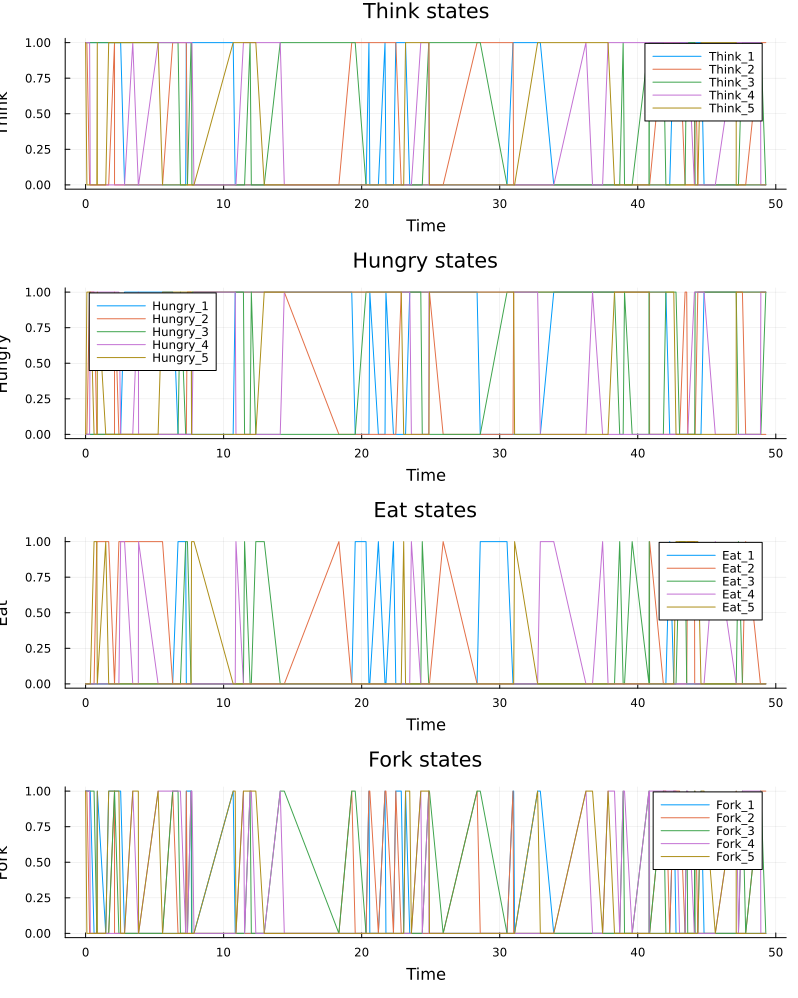 Think states
1.00
0.75
0.50
0.25
0.00
Think_1
Think_2
Think_3
Think_4
Think_5
0 10 20 30 40 50
Time
Hungry states
Hungry
1.00
0.75
0.50
0.25
0.00
Hungry_1
Hungry_2
Hungry_3
Hungry_4
Hungry_5
0 10 20 30 40 50
Time
Eat states
Eat
1.00
0.75
0.50
0.25
0.00
Eat_1
Eat_2
Eat_3
Eat_4
Eat_5
0 10 20 30 40 50
Time
Fork states
Fork
1.00
0.75
0.50
0.25
0.00
Fork_1
Fork_2
Fork_3
Fork_4
Fork_5
0 10 20 30 40 50
Time